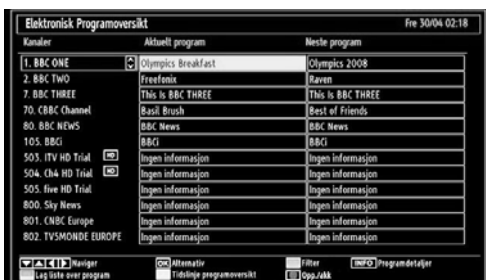 Elektronisk Programoversikt Fre 30/04 02:18
Kanaler Aktuelt program Neste program
1. BBC ONE Olympics Breakfast Olympics 2008
2. BBC TWO Freefonix Raven
7. BBC THREE This Is BBC THREE This Is BBC THREE
70. CBBC Channel Basil Brush Best of Friends
80. BBC NEWS BBC News BBC News
105. BBCi BBCi BBCi
503. ITV HD Trial HD Ingen informasjon Ingen informasjon
504. Ch4 HD Trial HD Ingen informasjon Ingen informasjon
505. five HD Trial Ingen informasjon Ingen informasjon
800. Sky News Ingen informasjon Ingen informasjon
801. CNBC Europe Ingen informasjon Ingen informasjon
802. TV5MONDE EUROPE Ingen informasjon Ingen informasjon
Naviger OK Alternativ Filter INFO Programdetaljer
Lag liste over program Tidslinje programoversikt Opp./akk